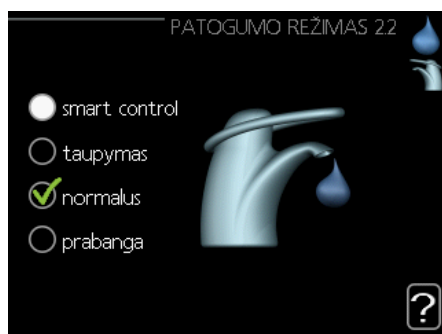 PATOGUMO REŽIMAS 2.2
smart control
taupymas
normalus
prabanga
?